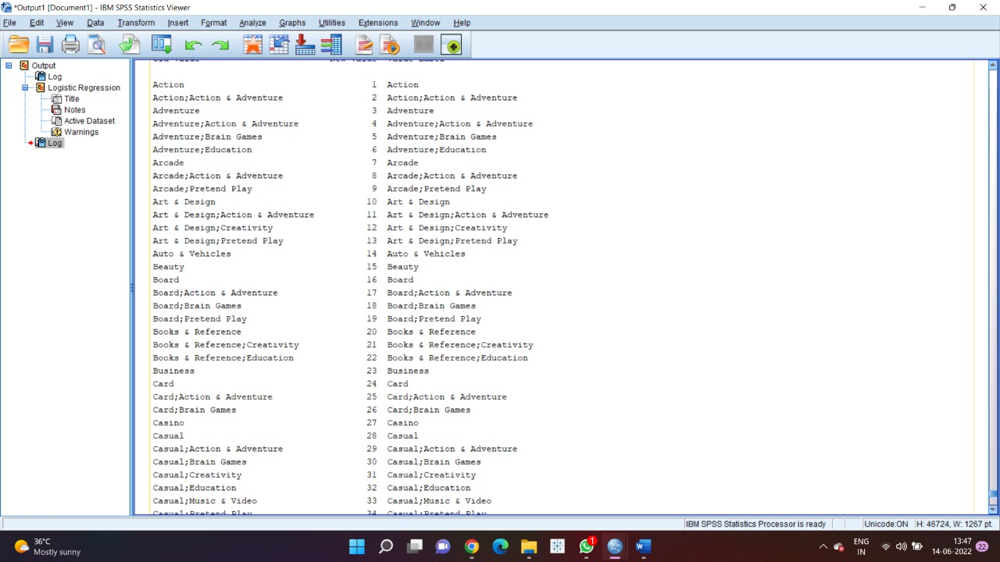 *Output1 [Document1] - IBM SPSS Statistics Viewer
File Edit View Data Transform Insert Format Analyze Graphs Utilities Extensions Window Help
Output
Log
Logistic Regression
Title
Notes
Active Dataset
Warnings
Log
Old Value New Value Value Label
Action 1 Action
Action;Action & Adventure 2 Action;Action & Adventure
Adventure 3 Adventure
Adventure;Action & Adventure 4 Adventure;Action & Adventure
Adventure;Brain Games 5 Adventure;Brain Games
Adventure;Education 6 Adventure;Education
Arcade 7 Arcade
Arcade;Action & Adventure 8 Arcade;Action & Adventure
Arcade;Pretend Play 9 Arcade;Pretend Play
Art & Design 10 Art & Design
Art & Design;Action & Adventure 11 Art & Design;Action & Adventure
Art & Design;Creativity 12 Art & Design;Creativity
Art & Design;Pretend Play 13 Art & Design;Pretend Play
Auto & Vehicles 14 Auto & Vehicles
Beauty 15 Beauty
Board 16 Board
Board;Action & Adventure 17 Board;Action & Adventure
Board;Brain Games 18 Board;Brain Games
Board;Pretend Play 19 Board;Pretend Play
Books & Reference 20 Books & Reference
Books & Reference;Creativity 21 Books & Reference;Creativity
Books & Reference;Education 22 Books & Reference;Education
Business 23 Business
Card 24 Card
Card;Action & Adventure 25 Card;Action & Adventure
Card;Brain Games 26 Card;Brain Games
Casino 27 Casino
Casual 28 Casual
Casual;Action & Adventure 29 Casual;Action & Adventure
Casual;Brain Games 30 Casual;Brain Games
Casual;Creativity 31 Casual;Creativity
Casual;Education 32 Casual;Education
Casual;Music & Video 33 Casual;Music & Video
Casual;Pretend Play 34 Casual;Pretend Play
IBM SPSS Statistics Processor is ready Unicode:ON H: 46724, W: 1267 pt.
36°C
Mostly sunny
1
ENG
IN
13:47
14-06-2022
22